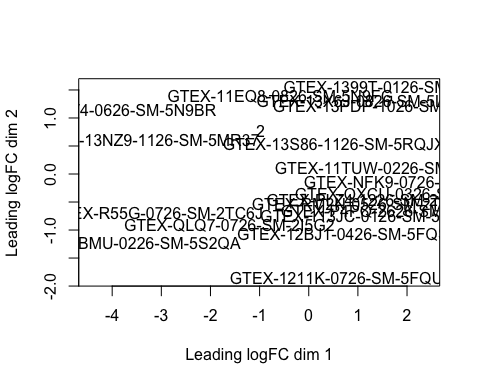 GTEX-1399T-0126-SM
GTEX-11EQ8-0826-SM-5N9FG
4-0626-SM-5N9BR
2
-13NZ9-1126-SM-5MR37
GTEX-13S86-1126-SM-5RQJX
GTEX-11TUW-0226-SM
GTEX-NFK9-0726-
GTEX-QXCU-0326-S
EX-R55G-0726-SM-2TC6J
GTEX-QLQ7-0726-SM-2I5G2
GTEX-12BJ1-0426-SM-5FQ
BMU-0226-SM-5S2QA
GTEX-1211K-0726-SM-5FQU
Leading logFC dim 2
1.0
0.0
-1.0
-2.0
-4
-3
-2
-1
0
1
2
Leading logFC dim 1